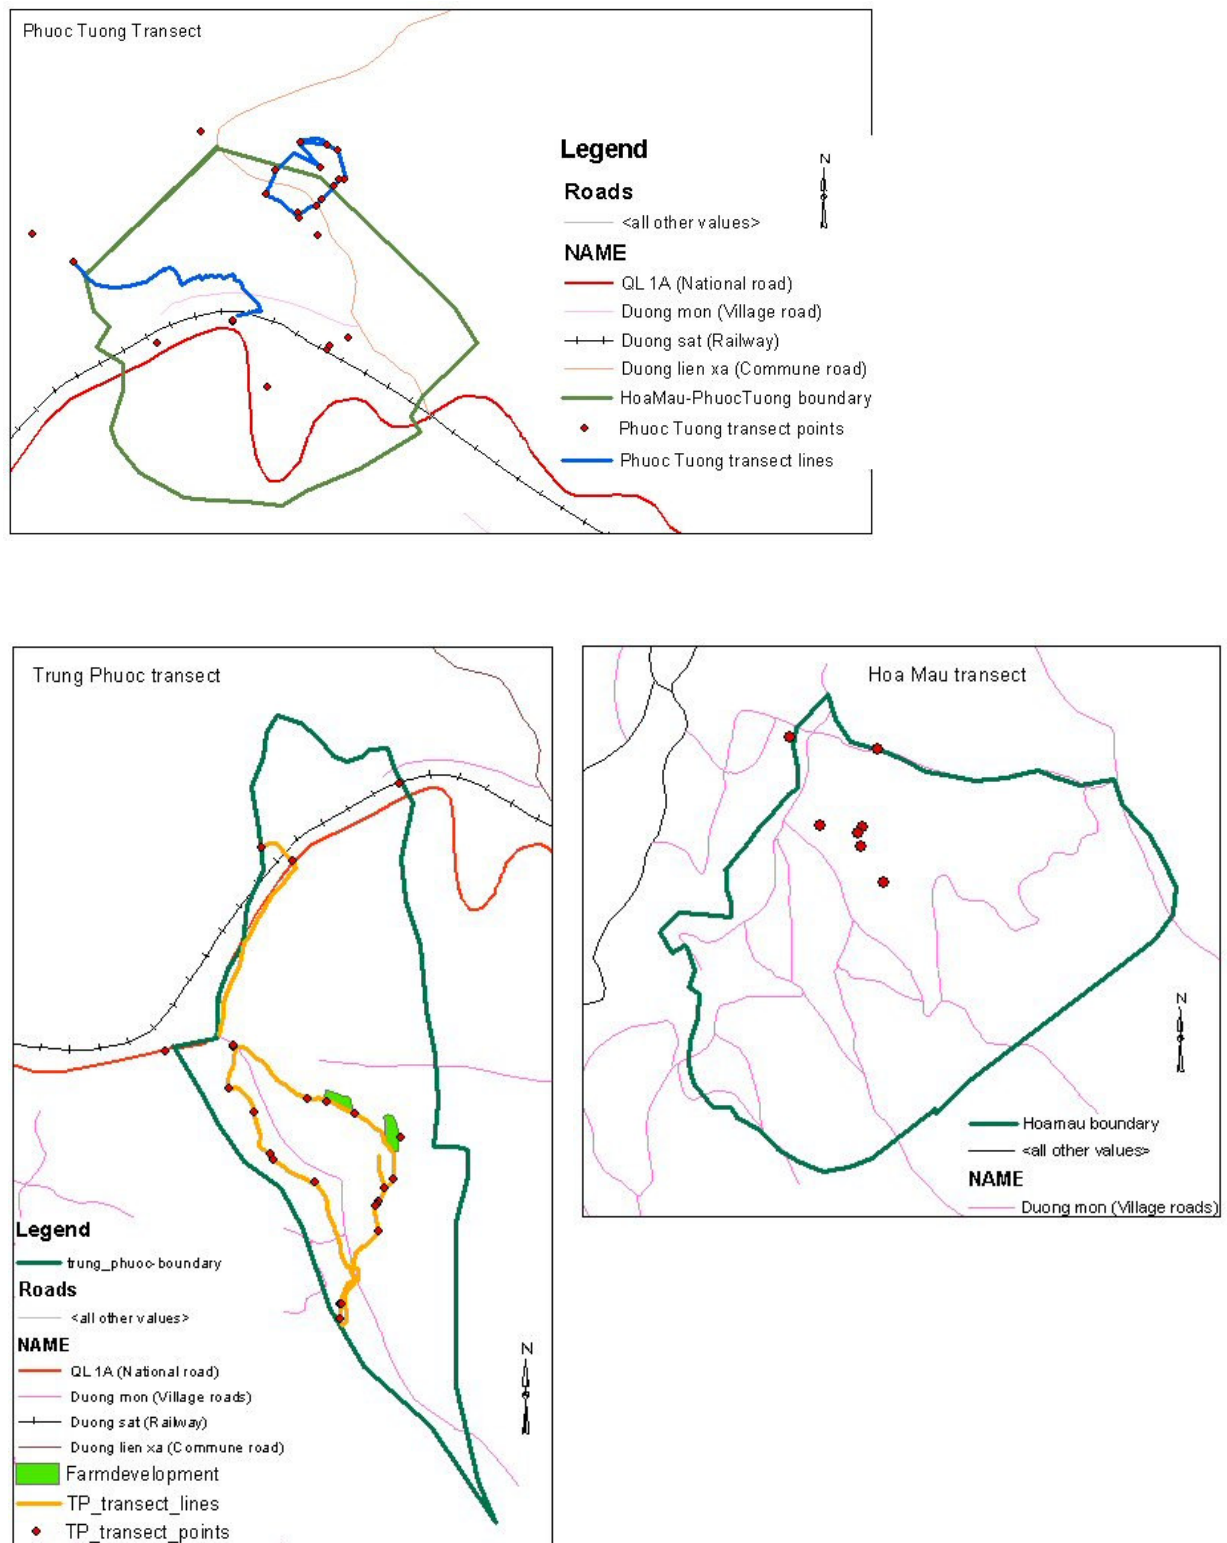 Phuoc Tuong Transect
Legend
N
Roads
<all other values>
NAME
QL 1A (National road)
Duong mon (Village road)
Duong sat (Railway)
Duong lien xa (Commune road)
HoaMau-PhuocTuong boundary
Phuoc Tuong transect points
Phuoc Tuong transect lines
Trung Phuoc transect
Legend
trung_phuoc-boundary
Roads
<all other values>
NAME
N
QL 1A (National road)
Duong mon (Village roads)
Duong sat (Railway)
Duong lien xa (Commune road)
Farmdevelopment
TP_transect_lines
TP_transect_points
Hoa Mau transect
N
Hoamau boundary
<all other values>
NAME
Duong mon (Village roads)